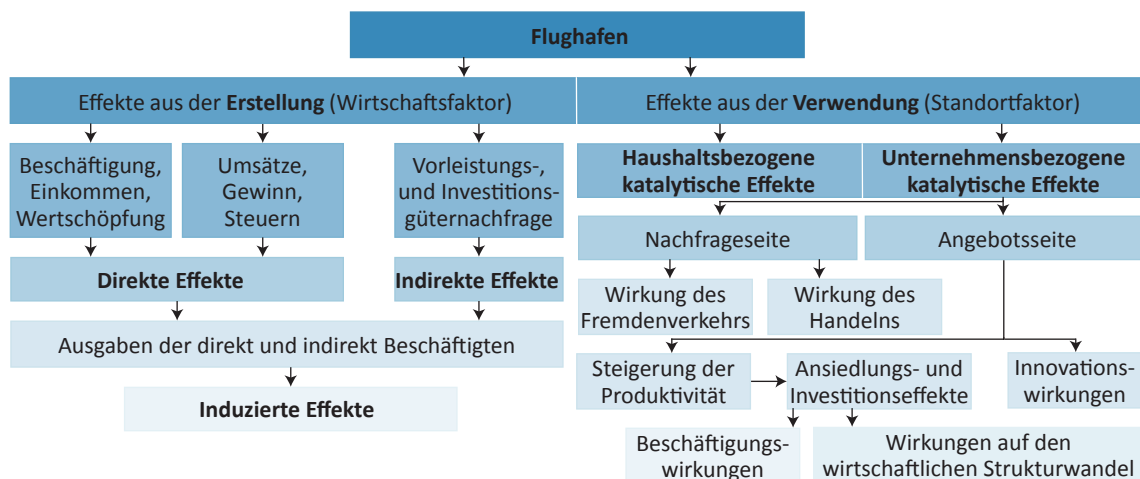 Flughafen
Effekte aus der Erstellung (Wirtschaftsfaktor)
Effekte aus der Verwendung (Standortfaktor)
Beschäftigung,
Einkommen,
Wertschöpfung
Umsätze,
Gewinn,
Steuern
Vorleistungs-,
und Investitions-
güternachfrage
Haushaltsbezogene
katalytische Effekte
Unternehmensbezogene
katalytische Effekte
Nachfrageseite
Angebotsseite
Direkte Effekte
Indirekte Effekte
Wirkung des
Fremdenverkehrs
Wirkung des
Handelns
Ausgaben der direkt und indirekt Beschäftigten
Steigerung der
Produktivität
Ansiedlungs- und
Investitionseffekte
Innovations-
wirkungen
Induzierte Effekte
Beschäftigungs-
wirkungen
Wirkungen auf den
wirtschaftlichen Strukturwandel